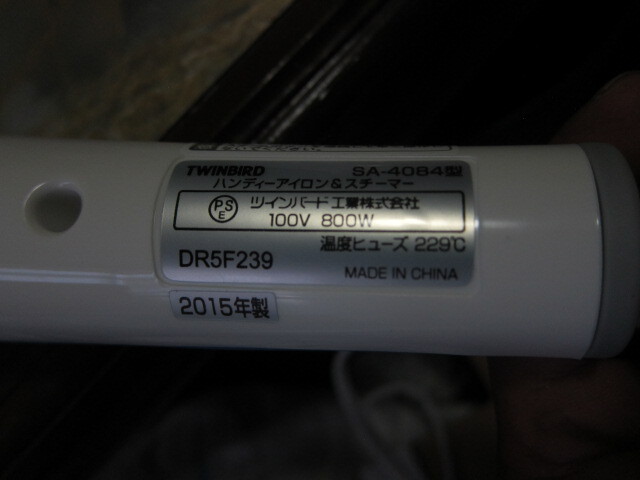 TWINBIRD SA-4084型
ハンディーアイロン&スチーマー
PSE ツインバード工業株式会社
100V 800W
温度ヒューズ 229℃
DR5F239 MADE IN CHINA
2015年製